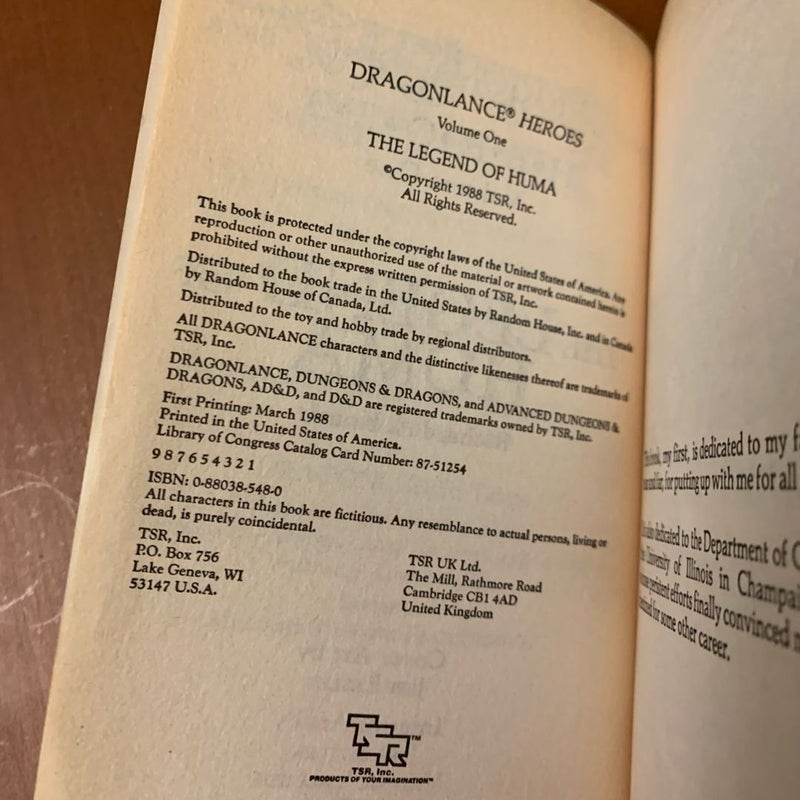 DRAGONLANCE® HEROES
Volume One
THE LEGEND OF HUMA
©Copyright 1988 TSR, Inc.
All Rights Reserved.
This book is protected under the copyright laws of the United States of America. Any
reproduction or other unauthorized use of the material or artwork contained herein is
prohibited without the express written permission of TSR, Inc.
Distributed to the book trade in the United States by Random House, Inc. and in Canada
by Random House of Canada, Ltd.
Distributed to the toy and hobby trade by regional distributors.
All DRAGONLANCE characters and the distinctive likenesses thereof are trademarks of
TSR, Inc.
DRAGONLANCE, DUNGEONS & DRAGONS, and ADVANCED DUNGEONS &
DRAGONS, AD&D, and D&D are registered trademarks owned by TSR, Inc.
First Printing: March 1988
Printed in the United States of America.
Library of Congress Catalog Card Number: 87-51254
9 8 7 6 5 4 3 2 1
ISBN: 0-88038-548-0
All characters in this book are fictitious. Any resemblance to actual persons, living or
dead, is purely coincidental.
TSR, Inc.
P.O. Box 756
Lake Geneva, WI
53147 U.S.A.
TSR UK Ltd.
The Mill, Rathmore Road
Cambridge CB1 4AD
United Kingdom
TSR™
TSR, Inc.
PRODUCTS OF YOUR IMAGINATION™
my first, is dedicated to my
for putting up with me for all
dedicated to the Department of
University of Illinois in
persistent efforts finally convinced
for some other career.